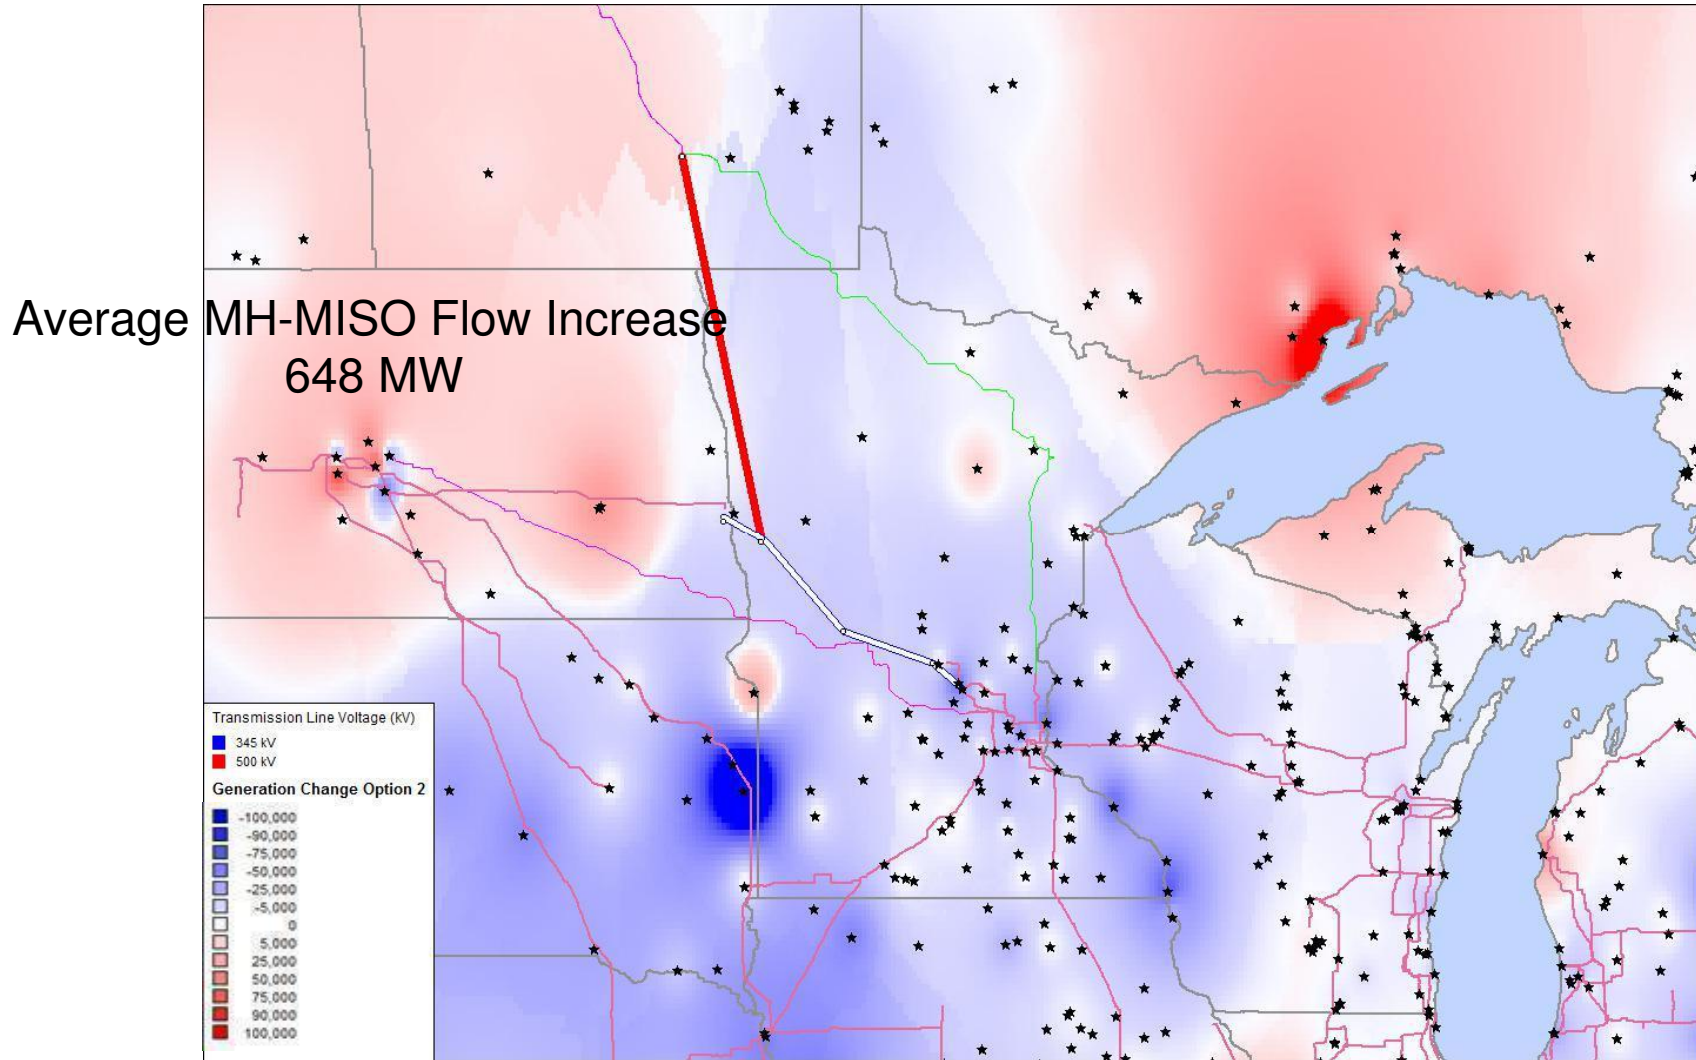 Average MH-MISO Flow Increase
648 MW
Transmission Line Voltage (kV)
345 kV
500 kV
Generation Change Option 2
-100,000
-90,000
-75,000
-50,000
-25,000
-5,000
0
5,000
25,000
50,000
75,000
90,000
100,000